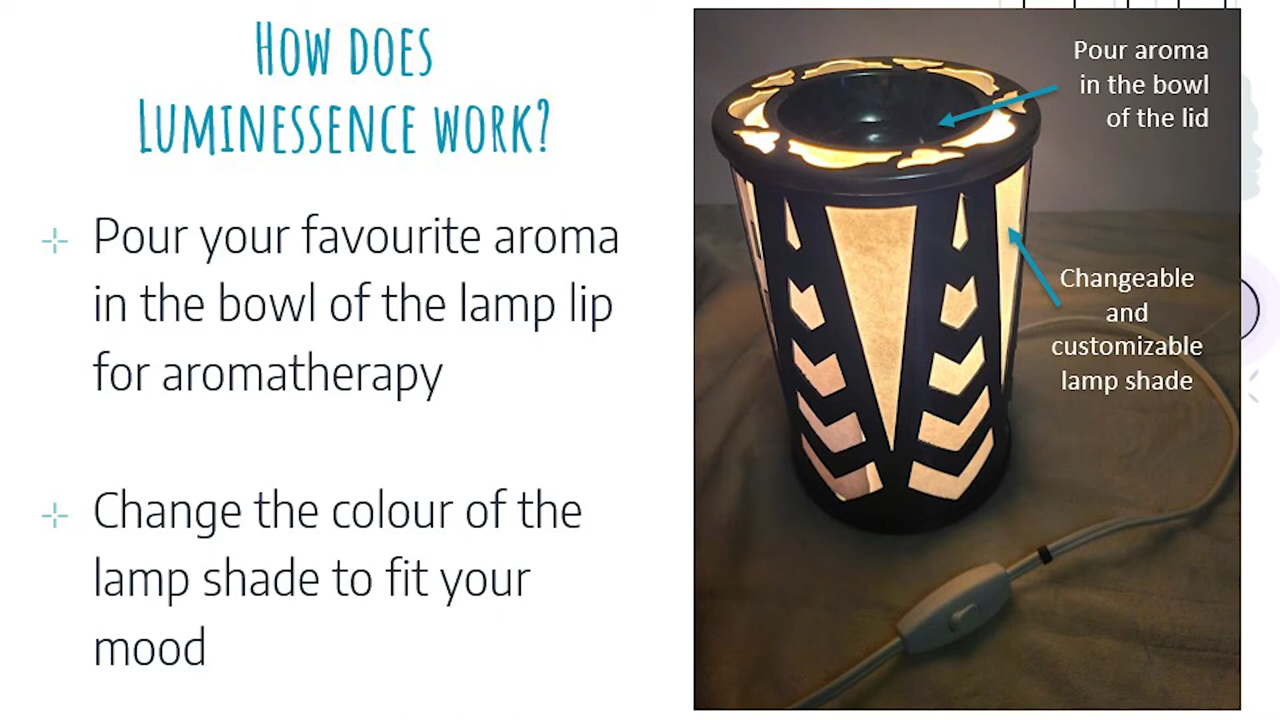 How does
Luminessence work?
Pour your favourite aroma
in the bowl of the lamp lip
for aromatherapy
Change the colour of the
lamp shade to fit your
mood
Pour aroma
in the bowl
of the lid
Changeable
and
customizable
lamp shade